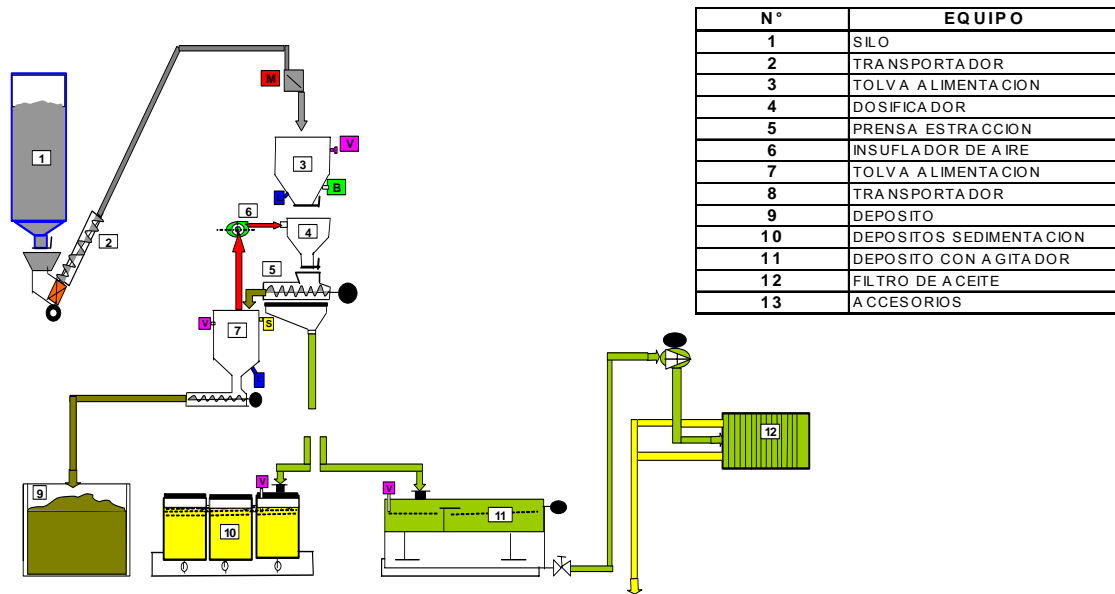 N° EQUIPO
1 SILO
2 TRANSPORTADOR
3 TOLVA ALIMENTACION
4 DOSIFICADOR
5 PRENSA ESTRACCION
6 INSUFLADOR DE AIRE
7 TOLVA ALIMENTACION
8 TRANSPORTADOR
9 DEPOSITO
10 DEPOSITOS SEDIMENTACION
11 DEPOSITO CON AGITADOR
12 FILTRO DE ACEITE
13 ACCESORIOS
M
V
1
3
B
L
6
4
2
5
V
S
7
L
12
9
V
V
11
10